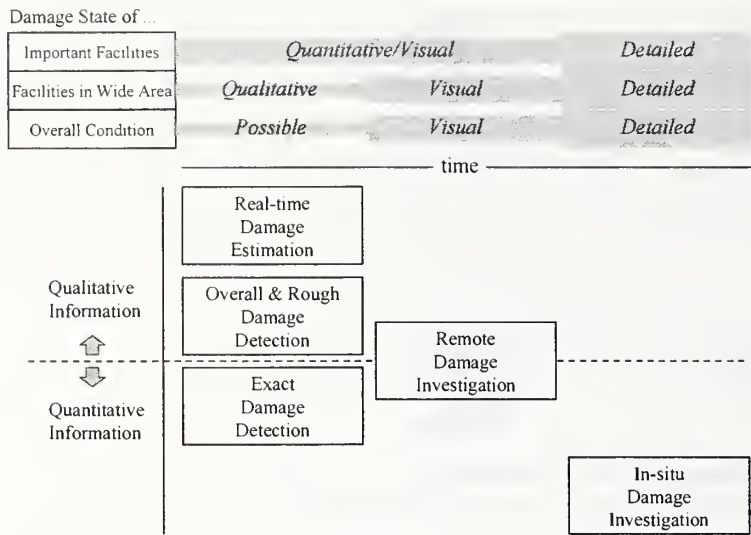 Damage State of ...
Important Facilities Quantitative/Visual Detailed
Facilities in Wide Area Qualitative Visual Detailed
Overall Condition Possible Visual Detailed
time
Real-time
Damage
Estimation
Qualitative
Information
Overall & Rough
Damage
Detection
Remote
Damage
Investigation
Quantitative
Information
Exact
Damage
Detection
In-situ
Damage
Investigation